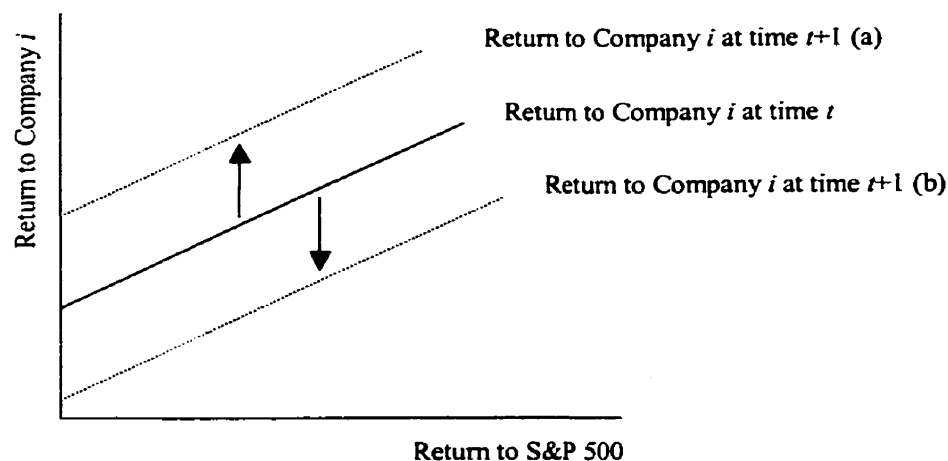 Return to Company i at time t+1 (a)
Return to Company i at time t
Return to Company i at time t+1 (b)
Return to Company i
Return to S&P 500